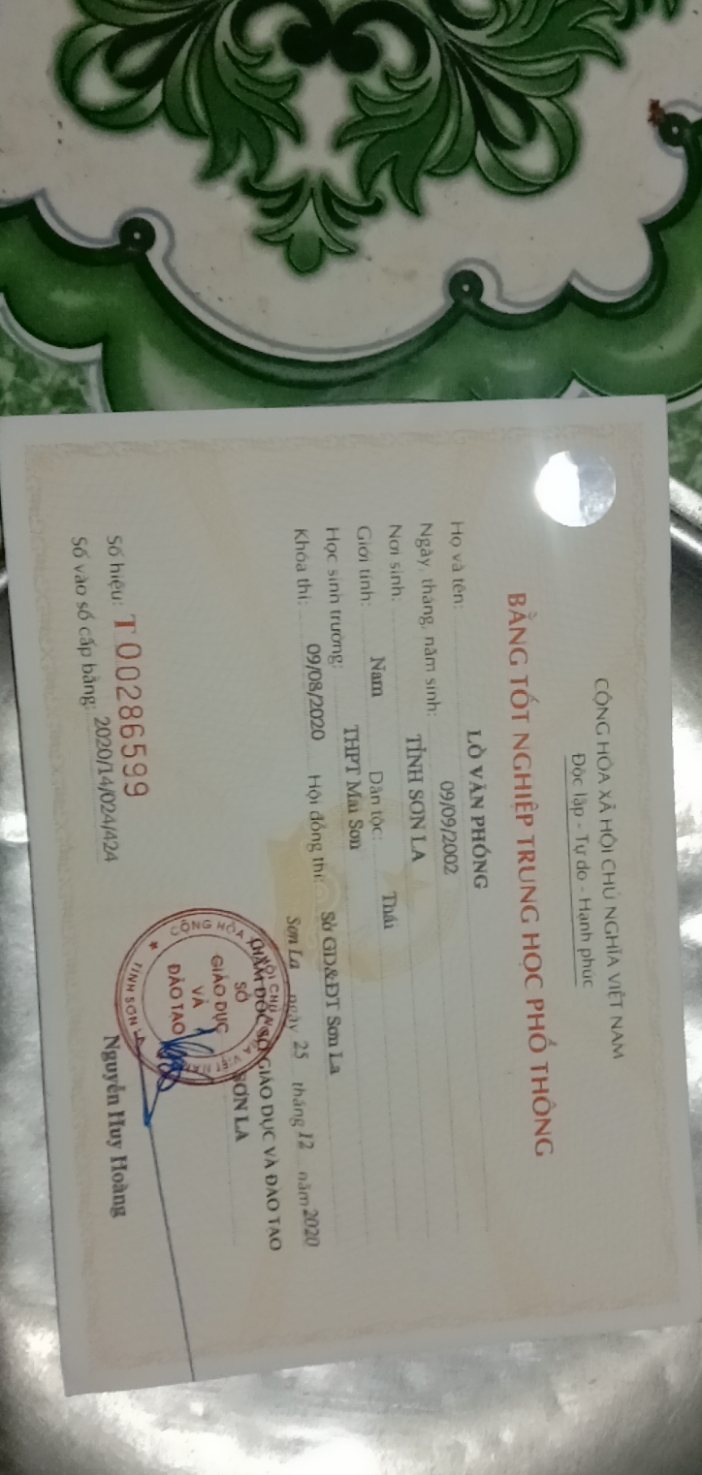 CỘNG HÒA XÃ HỘI CHỦ NGHĨA VIỆT NAM
Độc lập - Tự do - Hạnh phúc
BẰNG TỐT NGHIỆP TRUNG HỌC PHỔ THÔNG
Họ và tên: LÒ VĂN PHÓNG
Ngày, tháng, năm sinh: 09/09/2002
Nơi sinh: TỈNH SƠN LA
Giới tính: Nam Dân tộc: Thái
Học sinh trường: THPT Mai Sơn
Khóa thi: 09/08/2020 Hội đồng thi: Sở GD&ĐT Sơn La
Sơn La ngày 25 tháng 12 năm 2020
GIÁM ĐỐC SỞ GIÁO DỤC VÀ ĐÀO TẠO
SƠN LA
CỘNG HÒA XÃ HỘI CHỦ NGHĨA VIỆT NAM
SỞ
GIÁO DỤC
VÀ
ĐÀO TẠO
TỈNH SƠN LA
Số hiệu: T 00286599
Số vào sổ cấp bằng: 2020/14/024/424
Nguyễn Huy Hoàng